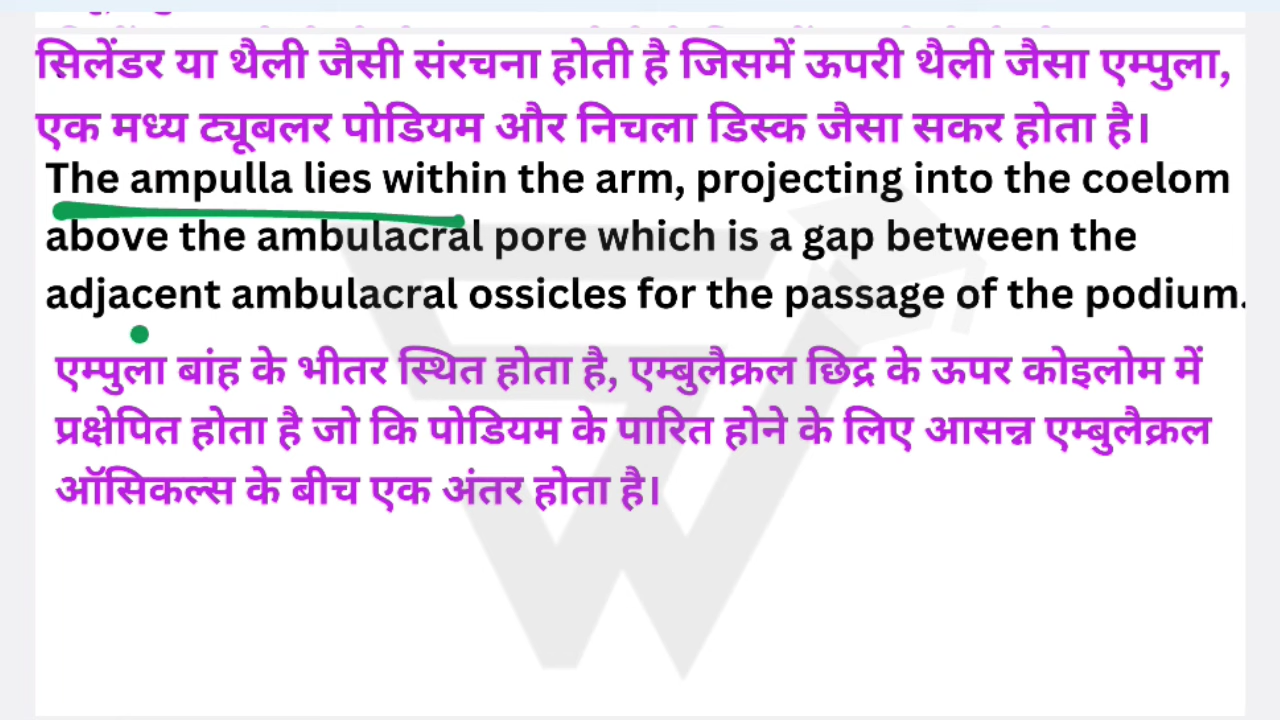 सिलेंडर या थैली जैसी संरचना होती है जिसमें ऊपरी थैली जैसा एम्पुला,
एक मध्य ट्यूबलर पोडियम और निचला डिस्क जैसा सकर होता है।
The ampulla lies within the arm, projecting into the coelom
above the ambulacral pore which is a gap between the
adjacent ambulacral ossicles for the passage of the podium.
एम्पुला बांह के भीतर स्थित होता है, एम्बुलैक्रल छिद्र के ऊपर कोइलोम में
प्रक्षेपित होता है जो कि पोडियम के पारित होने के लिए आसन्न एम्बुलैक्रल
ऑसिकल्स के बीच एक अंतर होता है।